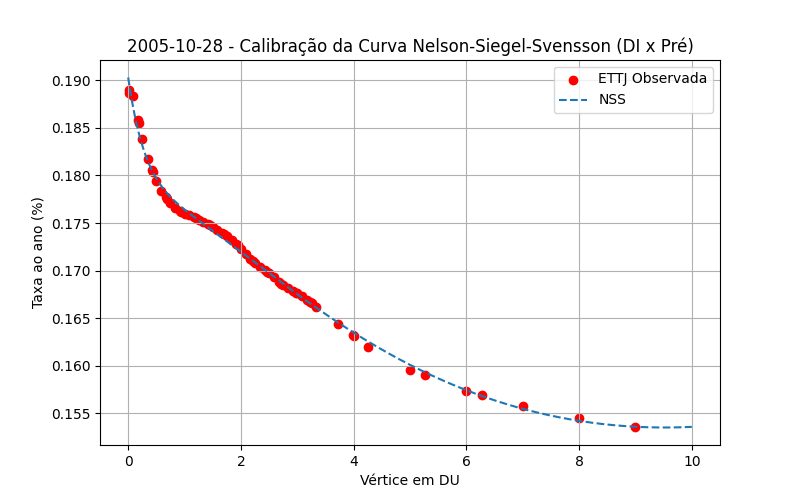 2005-10-28 - Calibração da Curva Nelson-Siegel-Svensson (DI x Pré)
ETTJ Observada
NSS
Taxa ao ano (%)
0.190
0.185
0.180
0.175
0.170
0.165
0.160
0.155
0 2 4 6 8 10
Vértice em DU